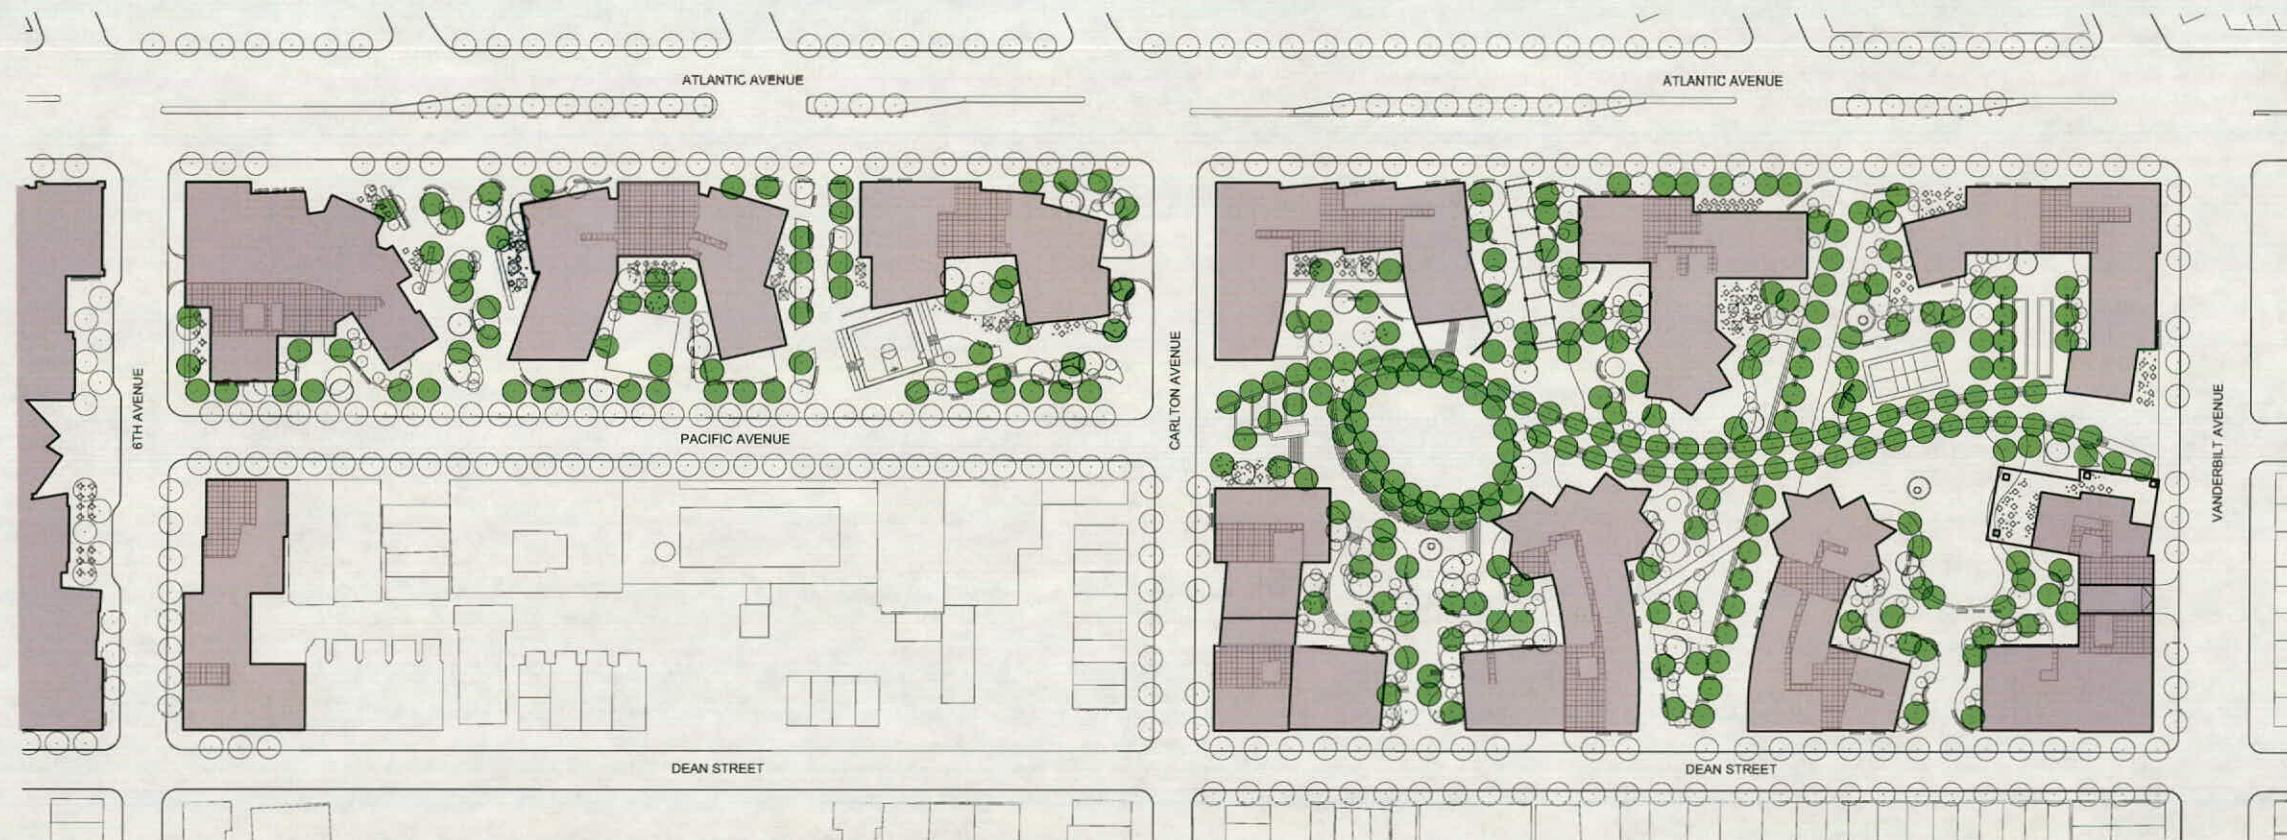 ATLANTIC AVENUE
ATLANTIC AVENUE
6TH AVENUE
PACIFIC AVENUE
CARLTON AVENUE
VANDERBILT AVENUE
DEAN STREET
DEAN STREET